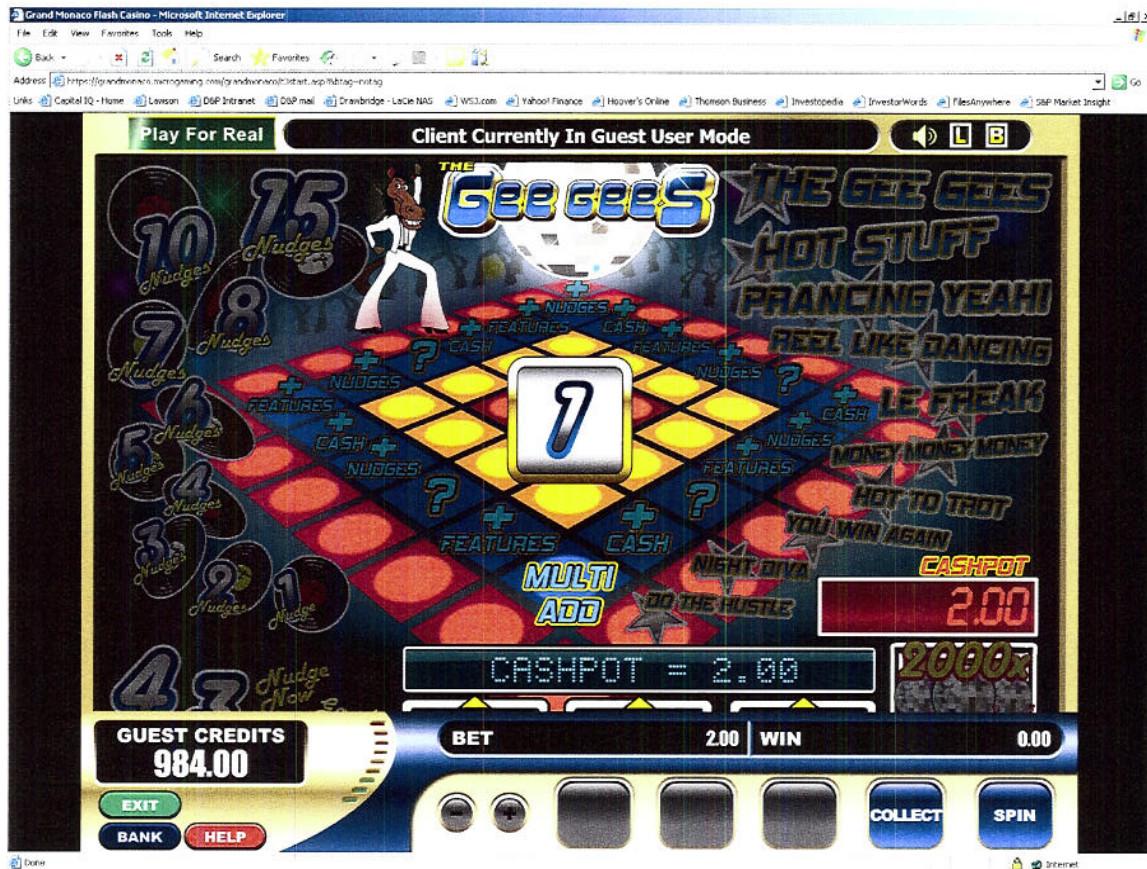 Grand Monaco Flash Casino - Microsoft Internet Explorer
File Edit View Favorites Tools Help
Back Search Favorites
Address https://grandmonaco.microgaming.com/grandmonaco/ Go
Links Capital IQ - Home Lawson D&P Intranet D&P mail Drawbridge - LaCie NAS WSJ.com Yahoo! Finance Hoover's Online Thomson Business Investopedia InvestorWords FilesAnywhere S&P Market Insight
Play For Real Client Currently In Guest User Mode L B
THE
GEE GEE'S
15
Nudges
10
Nudges
8
Nudges
7
Nudges
6
Nudges
5
Nudges
4
Nudges
3
Nudges
2
Nudges
1
Nudge
+ NUDGES
+ FEATURES
+ CASH
+ CASH
+ FEATURES
+ NUDGES
?
+ NUDGES
?
+ FEATURES
+ CASH
+ CASH
+ NUDGES
+ NUDGES
+ FEATURES
?
?
+ FEATURES
+ CASH
1
MULTI
ADD
THE GEE GEES
HOT STUFF
PRANCING YEAH!
REEL LIKE DANCING
LE FREAK
MONEY MONEY MONEY
HOT TO TROT
YOU WIN AGAIN
NIGHT DIVA
DO THE HUSTLE
CASHPOT
2.00
CASHPOT = 2.00
2000x
4
3
Nudge
Now
GUEST CREDITS
984.00
BET 2.00 WIN 0.00
EXIT
BANK HELP
- +
COLLECT SPIN
Done Internet